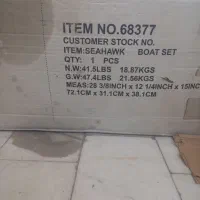 ITEM NO.68377
CUSTOMER STOCK NO.
ITEM:SEAHAWK BOAT SET
QTY: 1 PCS
N.W:41.5LBS 18.87KGS
G.W:47.4LBS 21.56KGS
MEAS:28 3/8INCH x 12 1/4INCH x 15INC
72.1CM x 31.1CM x 38.1CM